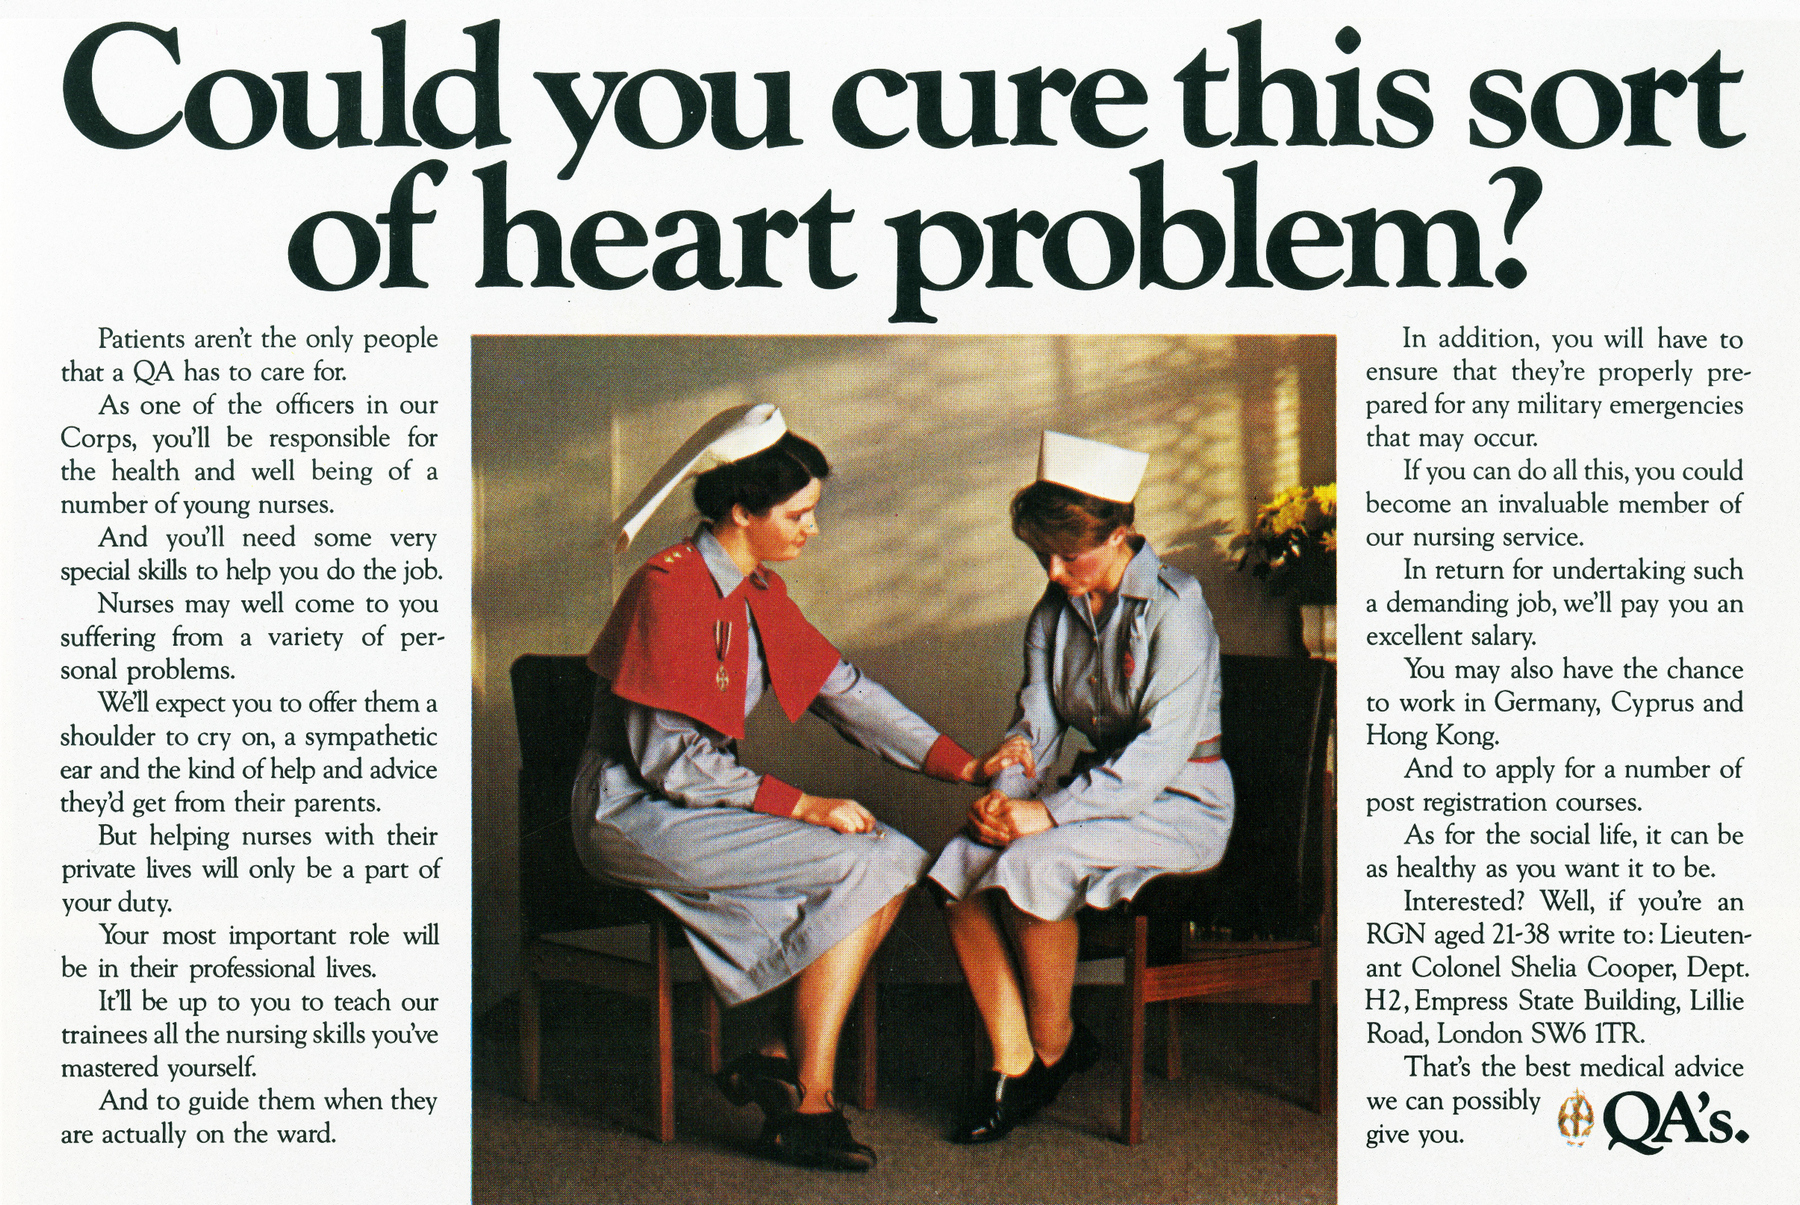 Could you cure this sort
of heart problem?
Patients aren't the only people
that a QA has to care for.
As one of the officers in our
Corps, you'll be responsible for
the health and well being of a
number of young nurses.
And you'll need some very
special skills to help you do the job.
Nurses may well come to you
suffering from a variety of per-
sonal problems.
We'll expect you to offer them a
shoulder to cry on, a sympathetic
ear and the kind of help and advice
they'd get from their parents.
But helping nurses with their
private lives will only be a part of
your duty.
Your most important role will
be in their professional lives.
It'll be up to you to teach our
trainees all the nursing skills you've
mastered yourself.
And to guide them when they
are actually on the ward.
In addition, you will have to
ensure that they're properly pre-
pared for any military emergencies
that may occur.
If you can do all this, you could
become an invaluable member of
our nursing service.
In return for undertaking such
a demanding job, we'll pay you an
excellent salary.
You may also have the chance
to work in Germany, Cyprus and
Hong Kong.
And to apply for a number of
post registration courses.
As for the social life, it can be
as healthy as you want it to be.
Interested? Well, if you're an
RGN aged 21-38 write to: Lieuten-
ant Colonel Shelia Cooper, Dept.
H2, Empress State Building, Lillie
Road, London SW6 1TR.
That's the best medical advice
we can possibly
give you.
QA's.